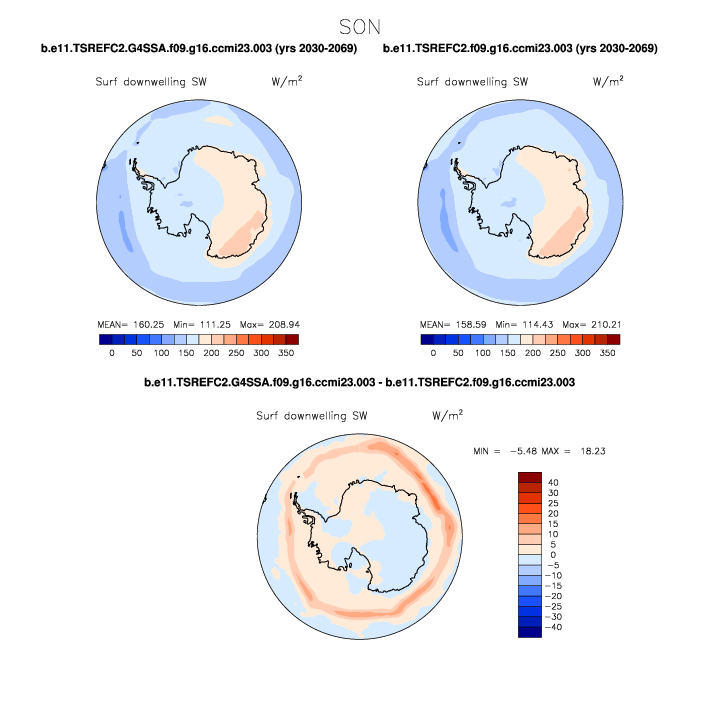 SON
b.e11.TSREFC2.G4SSA.f09.g16.ccmi23.003 (yrs 2030-2069)
b.e11.TSREFC2.f09.g16.ccmi23.003 (yrs 2030-2069)
Surf downwelling SW W/m²
Surf downwelling SW W/m²
MEAN= 160.25 Min= 111.25 Max= 208.94
MEAN= 158.59 Min= 114.43 Max= 210.21
0 50 100 150 200 250 300 350
0 50 100 150 200 250 300 350
b.e11.TSREFC2.G4SSA.f09.g16.ccmi23.003 - b.e11.TSREFC2.f09.g16.ccmi23.003
Surf downwelling SW W/m²
MIN = -5.48 MAX = 18.23
40
30
25
20
15
10
5
0
-5
-10
-15
-20
-25
-30
-40